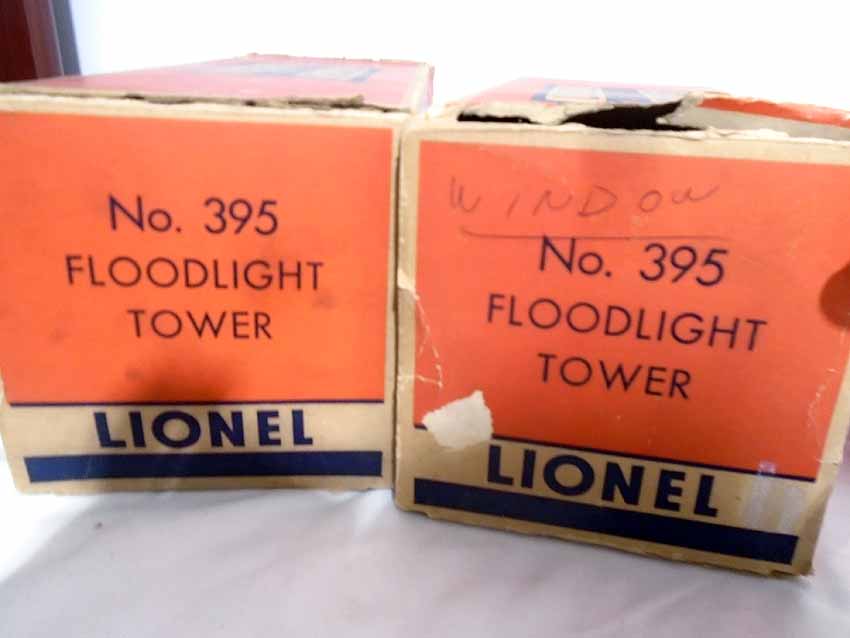 No. 395
FLOODLIGHT
TOWER
LIONEL
WINDOW
No. 395
FLOODLIGHT
TOWER
LIONEL